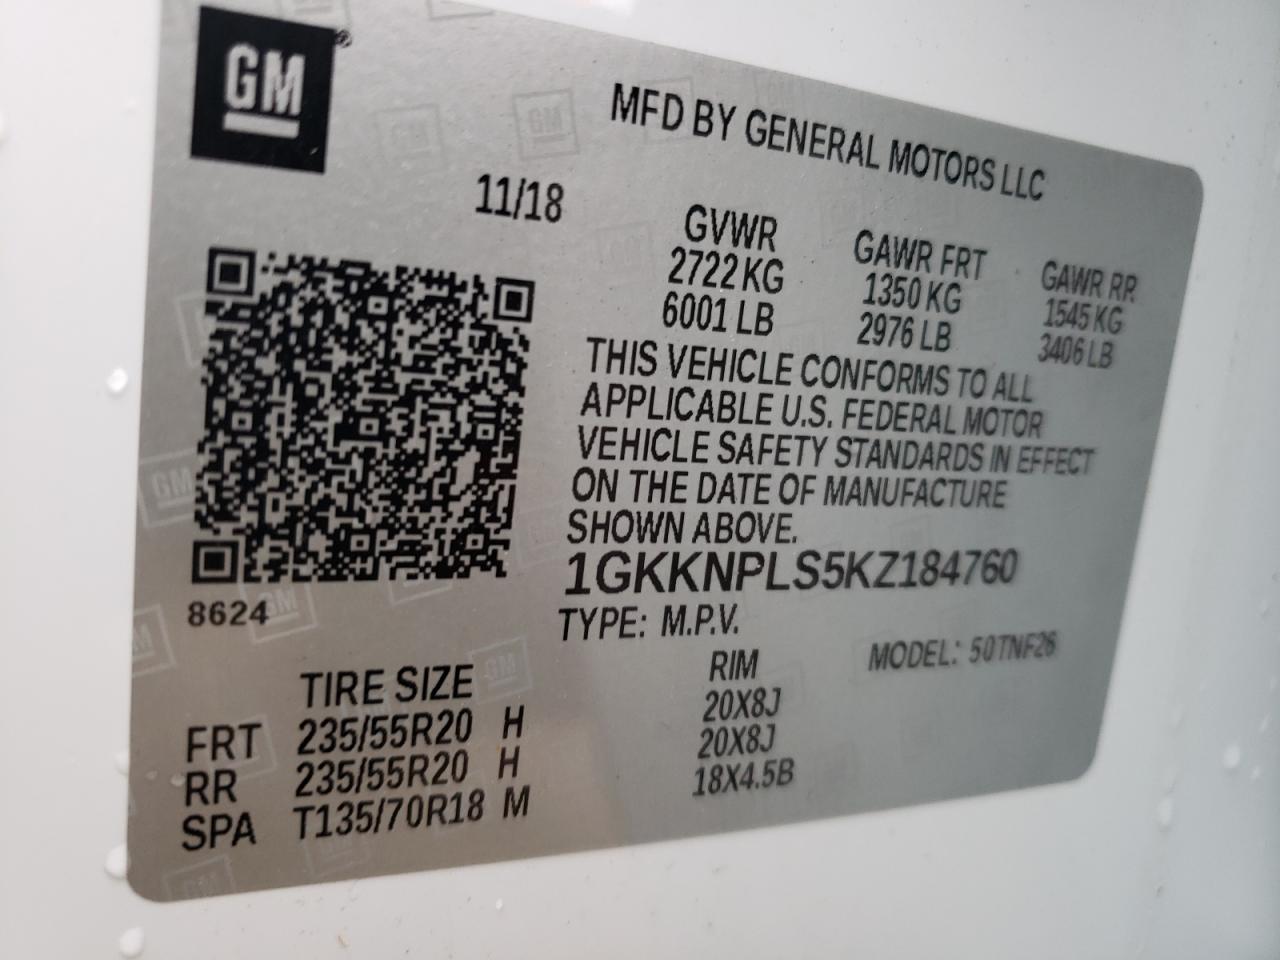 GM®
MFD BY GENERAL MOTORS LLC
11/18
GVWR GAWR FRT GAWR RR
2722 KG 1350 KG 1545 KG
6001 LB 2976 LB 3406 LB
THIS VEHICLE CONFORMS TO ALL
APPLICABLE U.S. FEDERAL MOTOR
VEHICLE SAFETY STANDARDS IN EFFECT
ON THE DATE OF MANUFACTURE
SHOWN ABOVE.
1GKKNPLS5KZ184760
8624
TYPE: M.P.V.
MODEL: 50TNF26
TIRE SIZE RIM
FRT 235/55R20 H 20X8J
RR 235/55R20 H 20X8J
SPA T135/70R18 M 18X4.5B